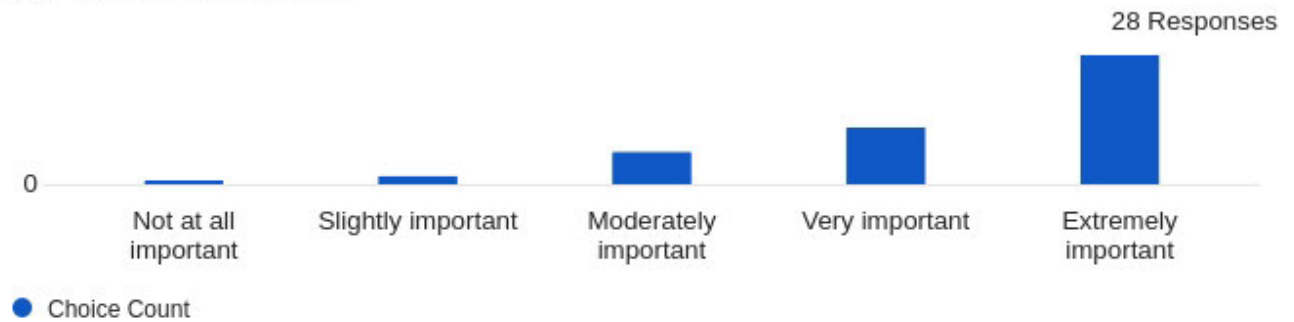 28 Responses
0
Not at all
important
Slightly important
Moderately
important
Very important
Extremely
important
Choice Count